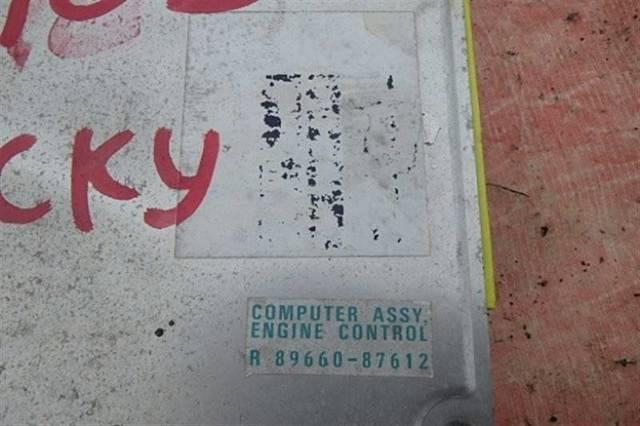 CKY
COMPUTER ASSY,
ENGINE CONTROL
R 89660-87612